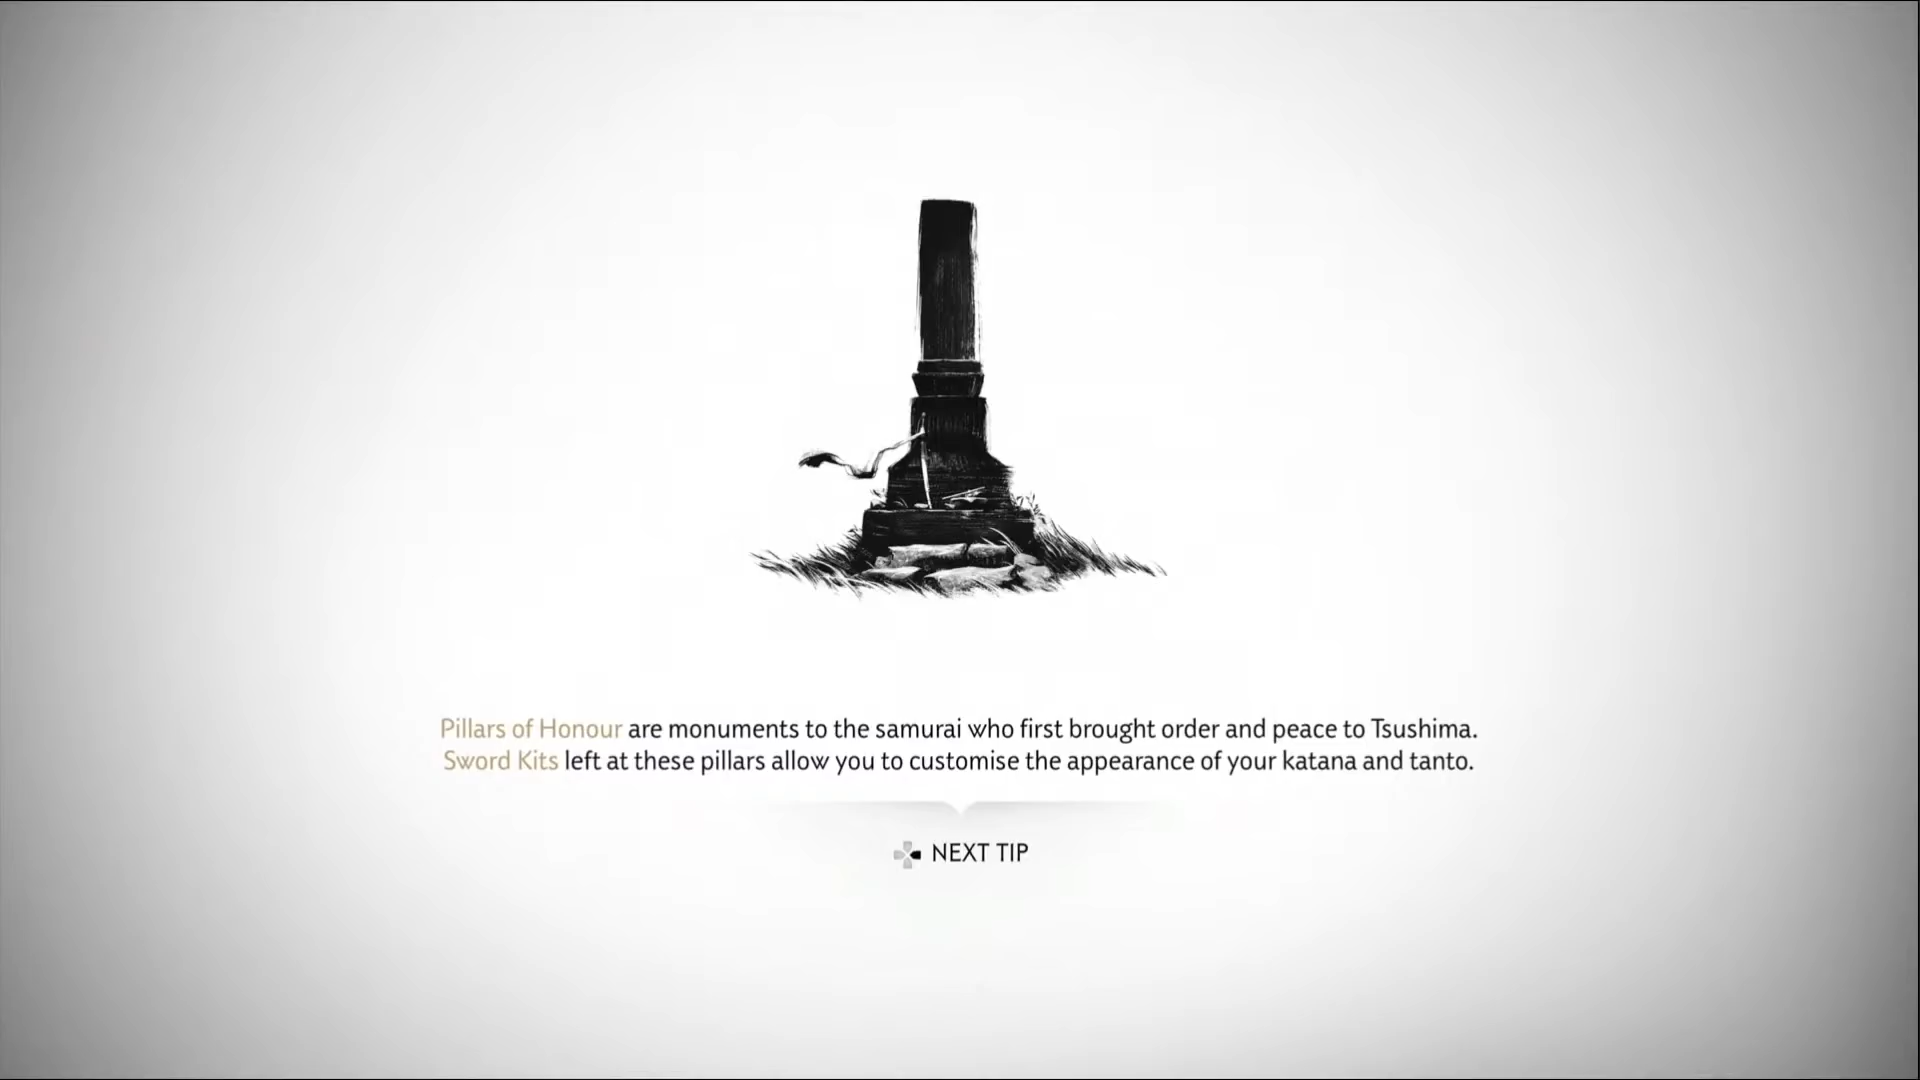 Pillars of Honour are monuments to the samurai who first brought order and peace to Tsushima.
Sword Kits left at these pillars allow you to customise the appearance of your katana and tanto.
NEXT TIP